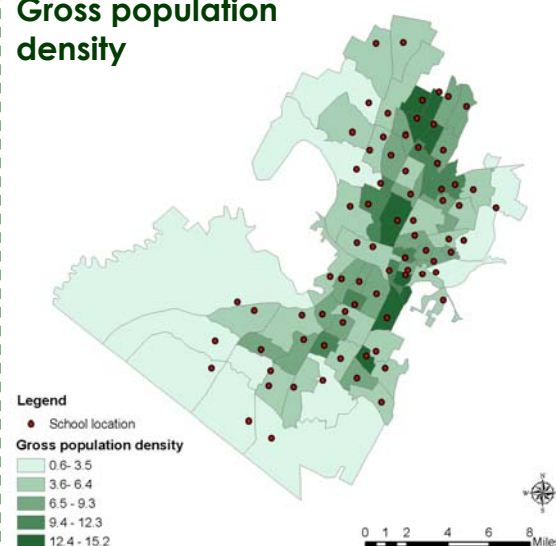 Gross population
density
Legend
School location
Gross population density
0.6- 3.5
3.6- 6.4
6.5 - 9.3
9.4 - 12.3
12.4 - 15.2
N
W E
S
0 1 2 4 6 8
Miles